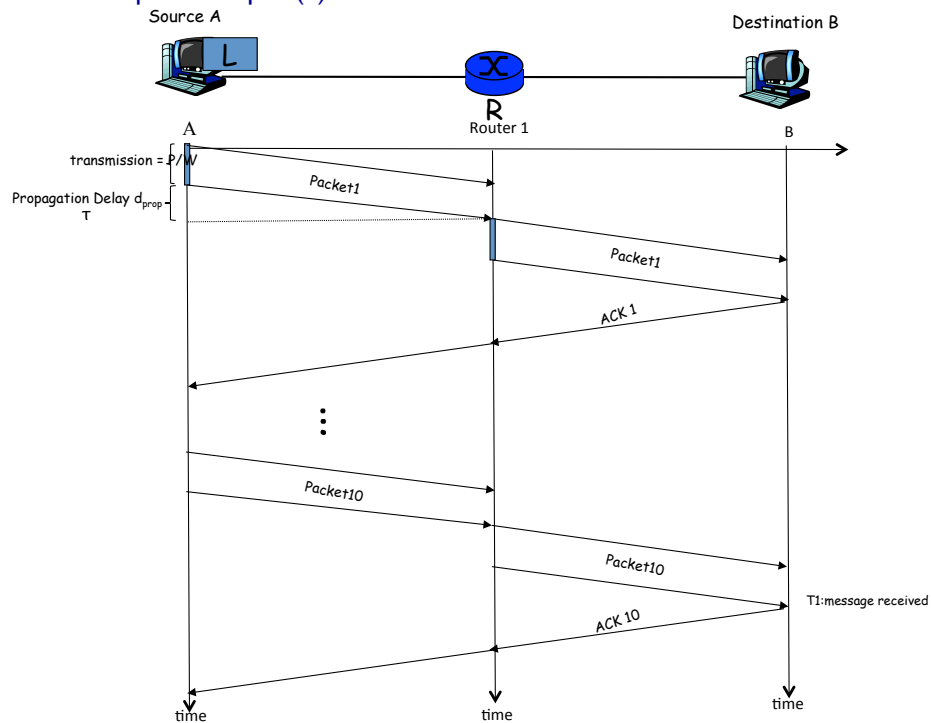 Source A
Destination B
L
R
Router 1
A
B
transmission = P/W
Packet1
Propagation Delay dprop
T
Packet1
ACK 1
Packet10
Packet10
T1:message received
ACK 10
time
time
time